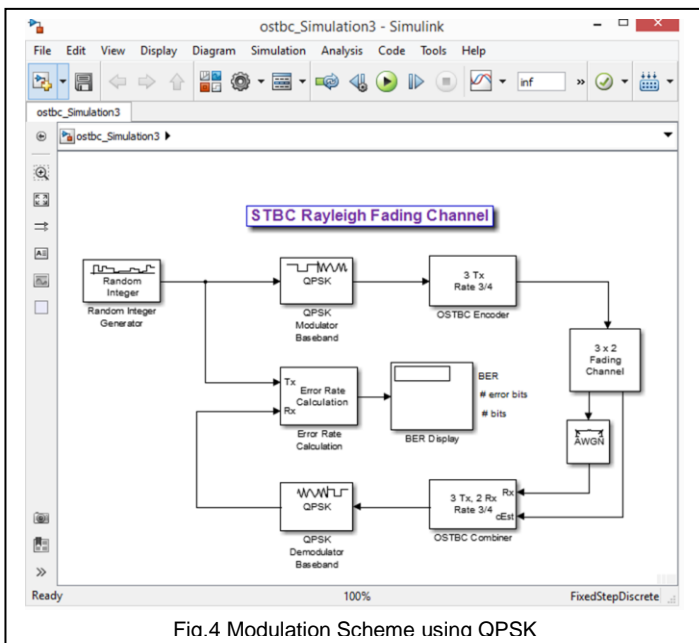 ostbc_Simulation3 - Simulink
File Edit View Display Diagram Simulation Analysis Code Tools Help
inf
»
ostbc_Simulation3
ostbc_Simulation3
STBC Rayleigh Fading Channel
Random
Integer
Random Integer
Generator
QPSK
QPSK
Modulator
Baseband
3 Tx
Rate 3/4
OSTBC Encoder
3 x 2
Fading
Channel
Tx
Rx
Error Rate
Calculation
Error Rate
Calculation
BER
# error bits
# bits
BER Display
AWGN
QPSK
QPSK
Demodulator
Baseband
3 Tx, 2 Rx
Rate 3/4
Rx
cEst
OSTBC Combiner
»
Ready 100% FixedStepDiscrete
Fig.4 Modulation Scheme using QPSK